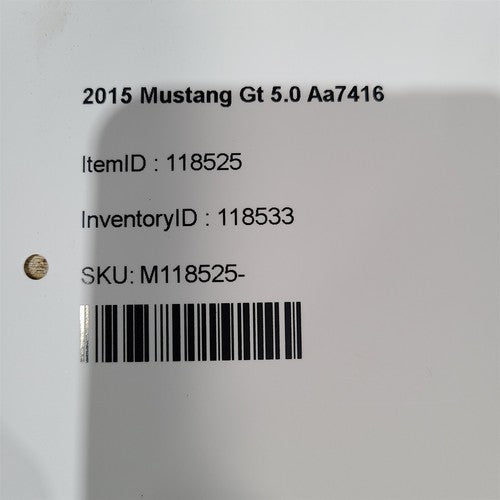 2015 Mustang Gt 5.0 Aa7416
ItemID : 118525
InventoryID : 118533
SKU: M118525-